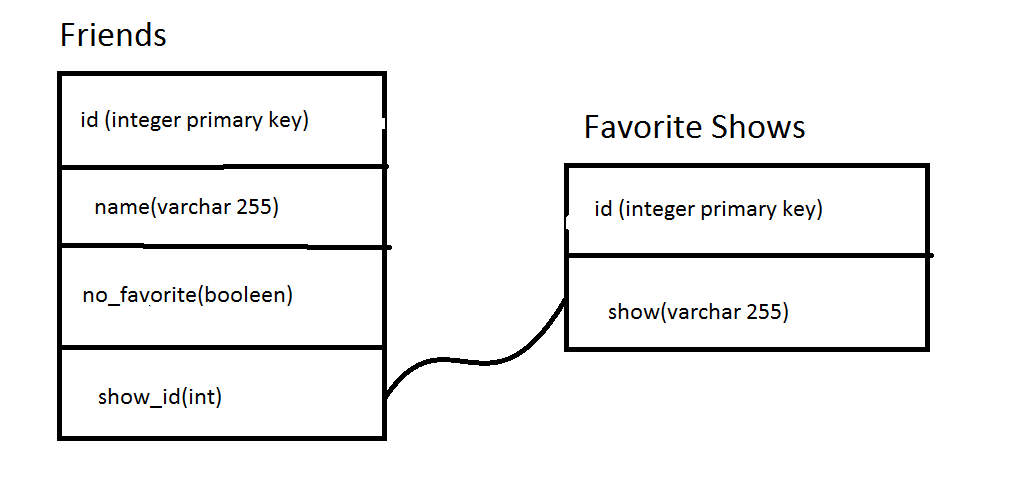 Friends
id (integer primary key)
name(varchar 255)
no_favorite(booleen)
show_id(int)
Favorite Shows
id (integer primary key)
show(varchar 255)